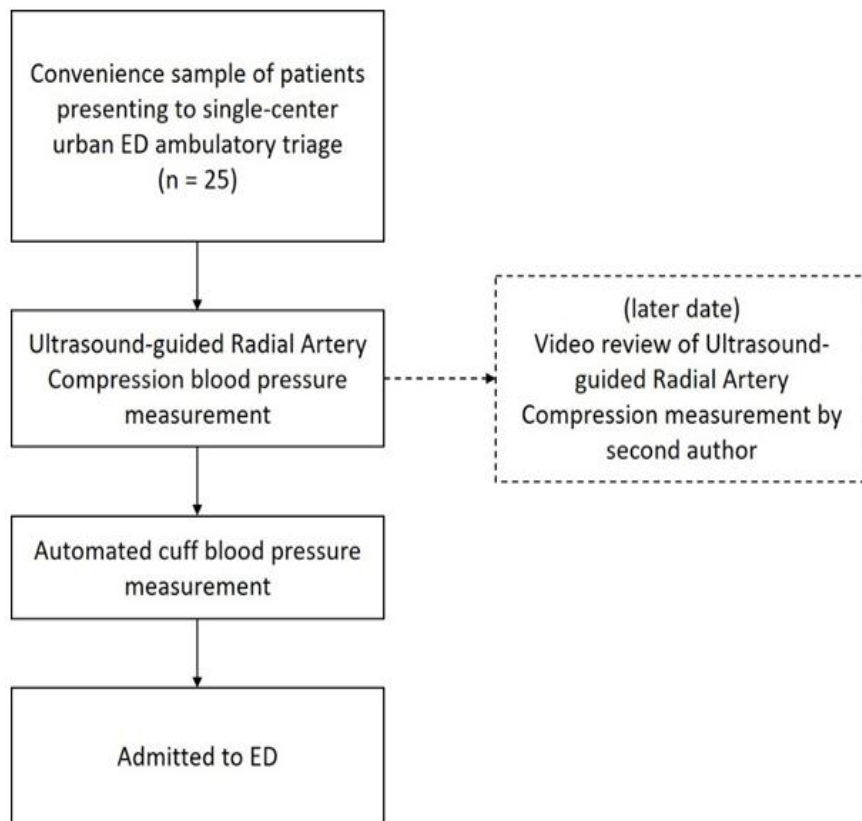 Convenience sample of patients
presenting to single-center
urban ED ambulatory triage
(n = 25)
Ultrasound-guided Radial Artery
Compression blood pressure
measurement
(later date)
Video review of Ultrasound-
guided Radial Artery
Compression measurement by
second author
Automated cuff blood pressure
measurement
Admitted to ED